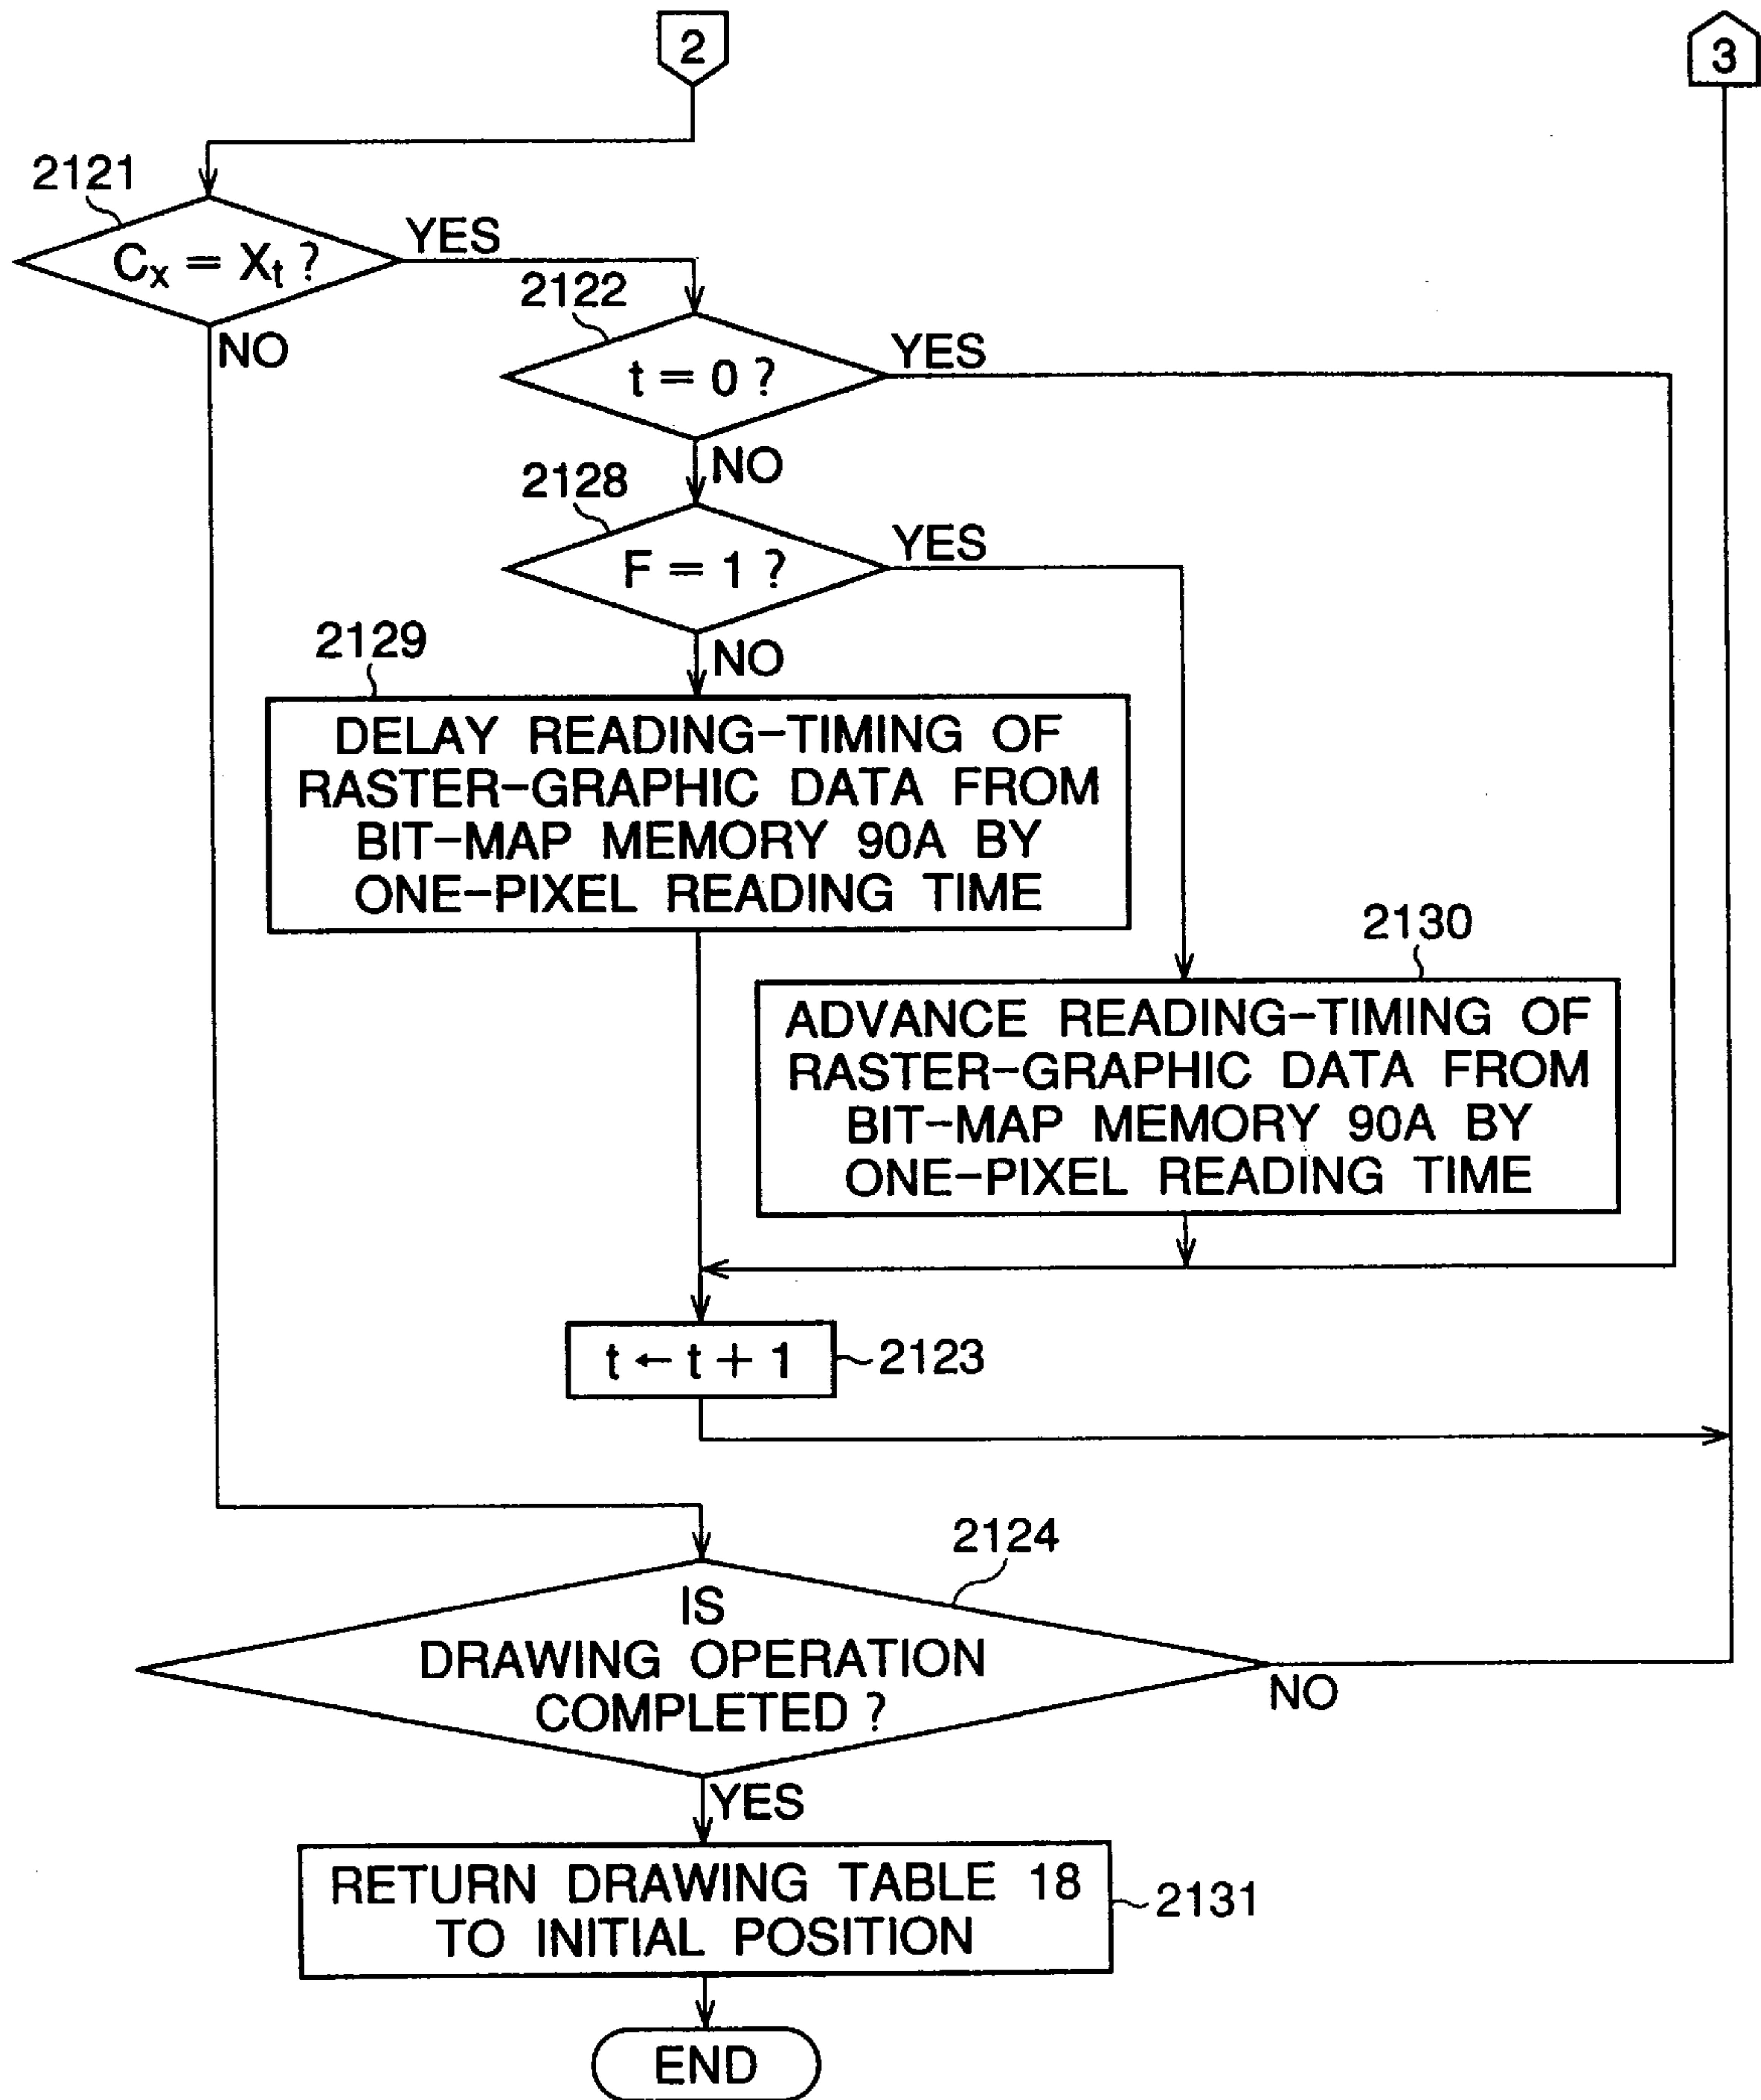 2
3
2121
Cx = Xt ?
YES
NO
2122
t = 0 ?
YES
NO
2128
F = 1 ?
YES
NO
2129
DELAY READING-TIMING OF
RASTER-GRAPHIC DATA FROM
BIT-MAP MEMORY 90A BY
ONE-PIXEL READING TIME
2130
ADVANCE READING-TIMING OF
RASTER-GRAPHIC DATA FROM
BIT-MAP MEMORY 90A BY
ONE-PIXEL READING TIME
t ← t + 1
2123
2124
IS
DRAWING OPERATION
COMPLETED ?
NO
YES
RETURN DRAWING TABLE 18
TO INITIAL POSITION
2131
END